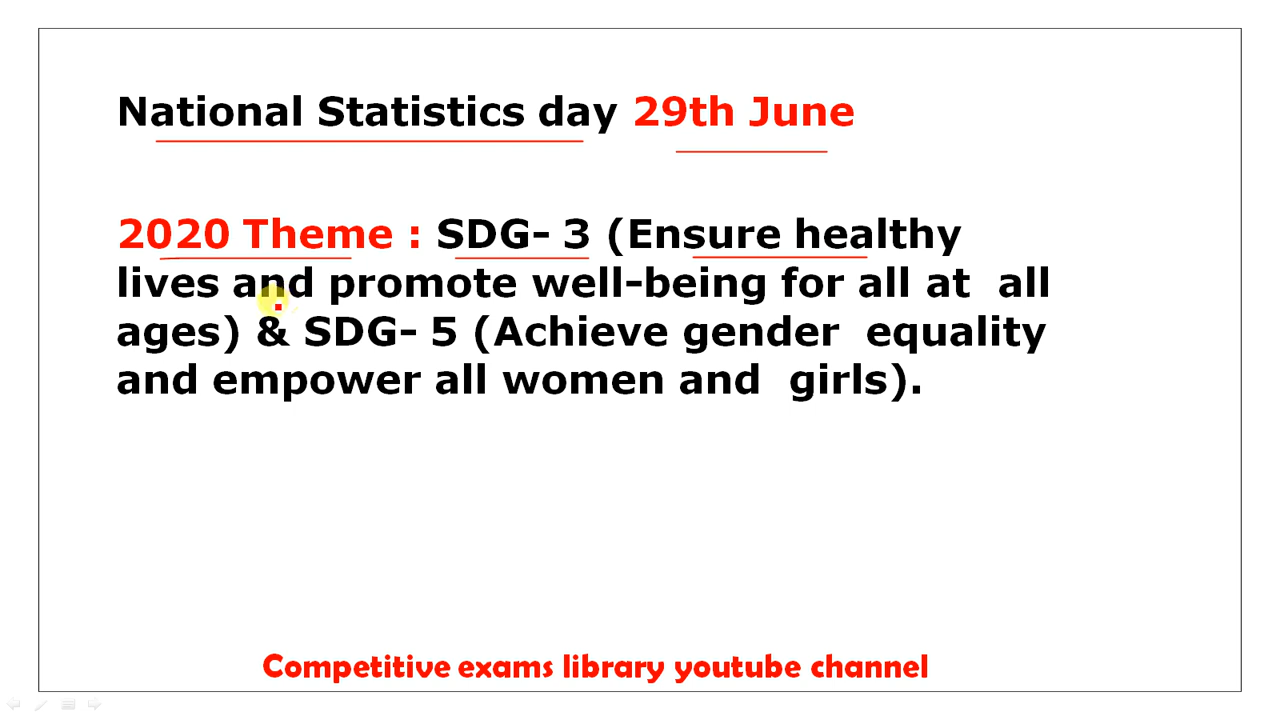 National Statistics day 29th June
2020 Theme : SDG- 3 (Ensure healthy
lives and promote well-being for all at all
ages) & SDG- 5 (Achieve gender equality
and empower all women and girls).
Competitive exams library youtube channel